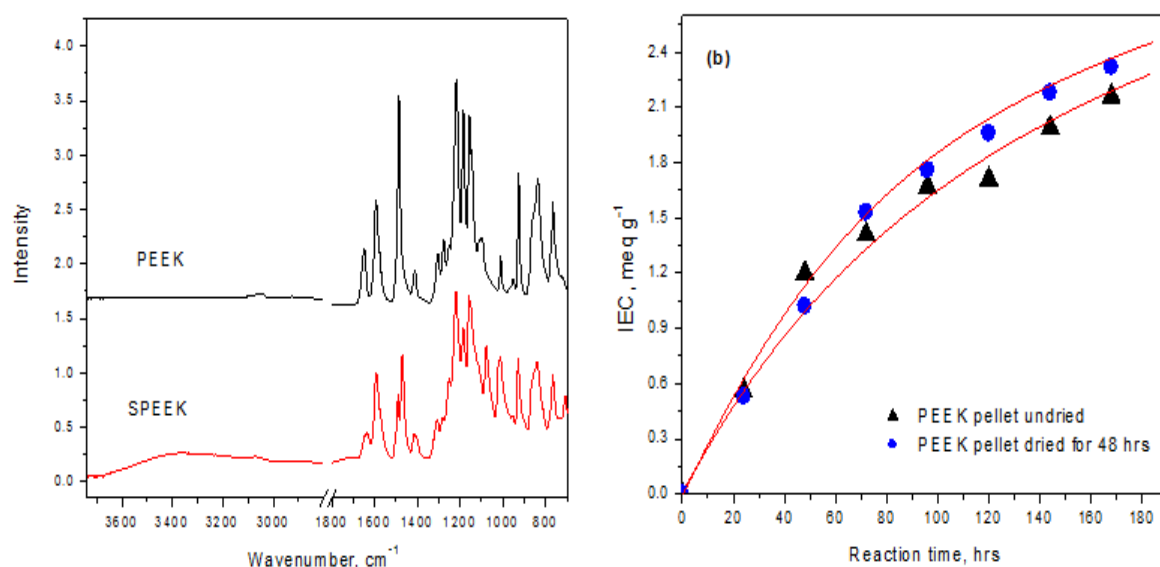 4.0
3.5
3.0
2.5
2.0
1.5
1.0
0.5
0.0
Intensity
PEEK
SPEEK
3600 3200 3000 1800 1600 1400 1200 1000 800
Wavenumber, cm⁻¹
(b)
2.4
2.1
1.8
1.5
1.2
0.9
0.6
0.3
0.0
IEC, meq g⁻¹
PEEK pellet undried
PEEK pellet dried for 48 hrs
0 20 40 60 80 100 120 140 160 180
Reaction time, hrs